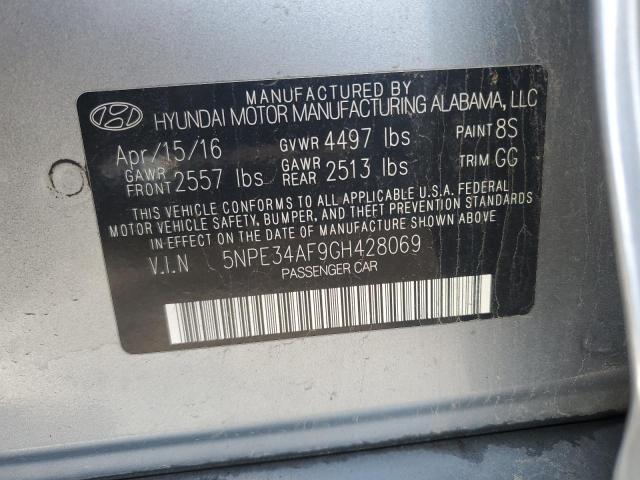 MANUFACTURED BY
HYUNDAI MOTOR MANUFACTURING ALABAMA, LLC
Apr/15/16 GVWR 4497 lbs PAINT 8S
GAWR FRONT 2557 lbs GAWR REAR 2513 lbs TRIM GG
THIS VEHICLE CONFORMS TO ALL APPLICABLE U.S.A. FEDERAL
MOTOR VEHICLE SAFETY, BUMPER, AND THEFT PREVENTION STANDARDS
IN EFFECT ON THE DATE OF MANUFACTURE SHOWN ABOVE.
V.I.N 5NPE34AF9GH428069
PASSENGER CAR